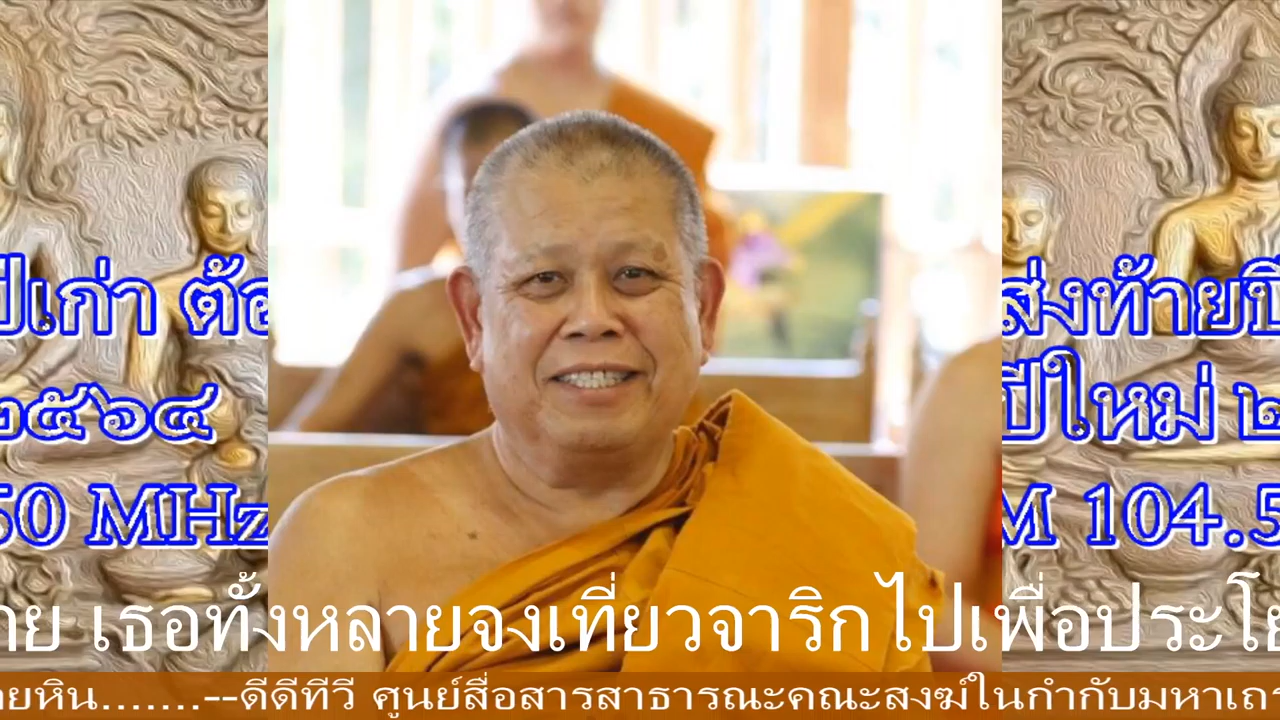 ปีเก่า ต้อ
ส่งท้ายปี
๒๕๖๔
ปีใหม่ ๒
50 MHz
M 104.5
าย เธอทั้งหลายจงเที่ยวจาริกไปเพื่อประโย
ายหิน.......--ดีดีทีวี ศูนย์สื่อสารสาธารณะคณะสงฆ์ในกำกับมหาเถร